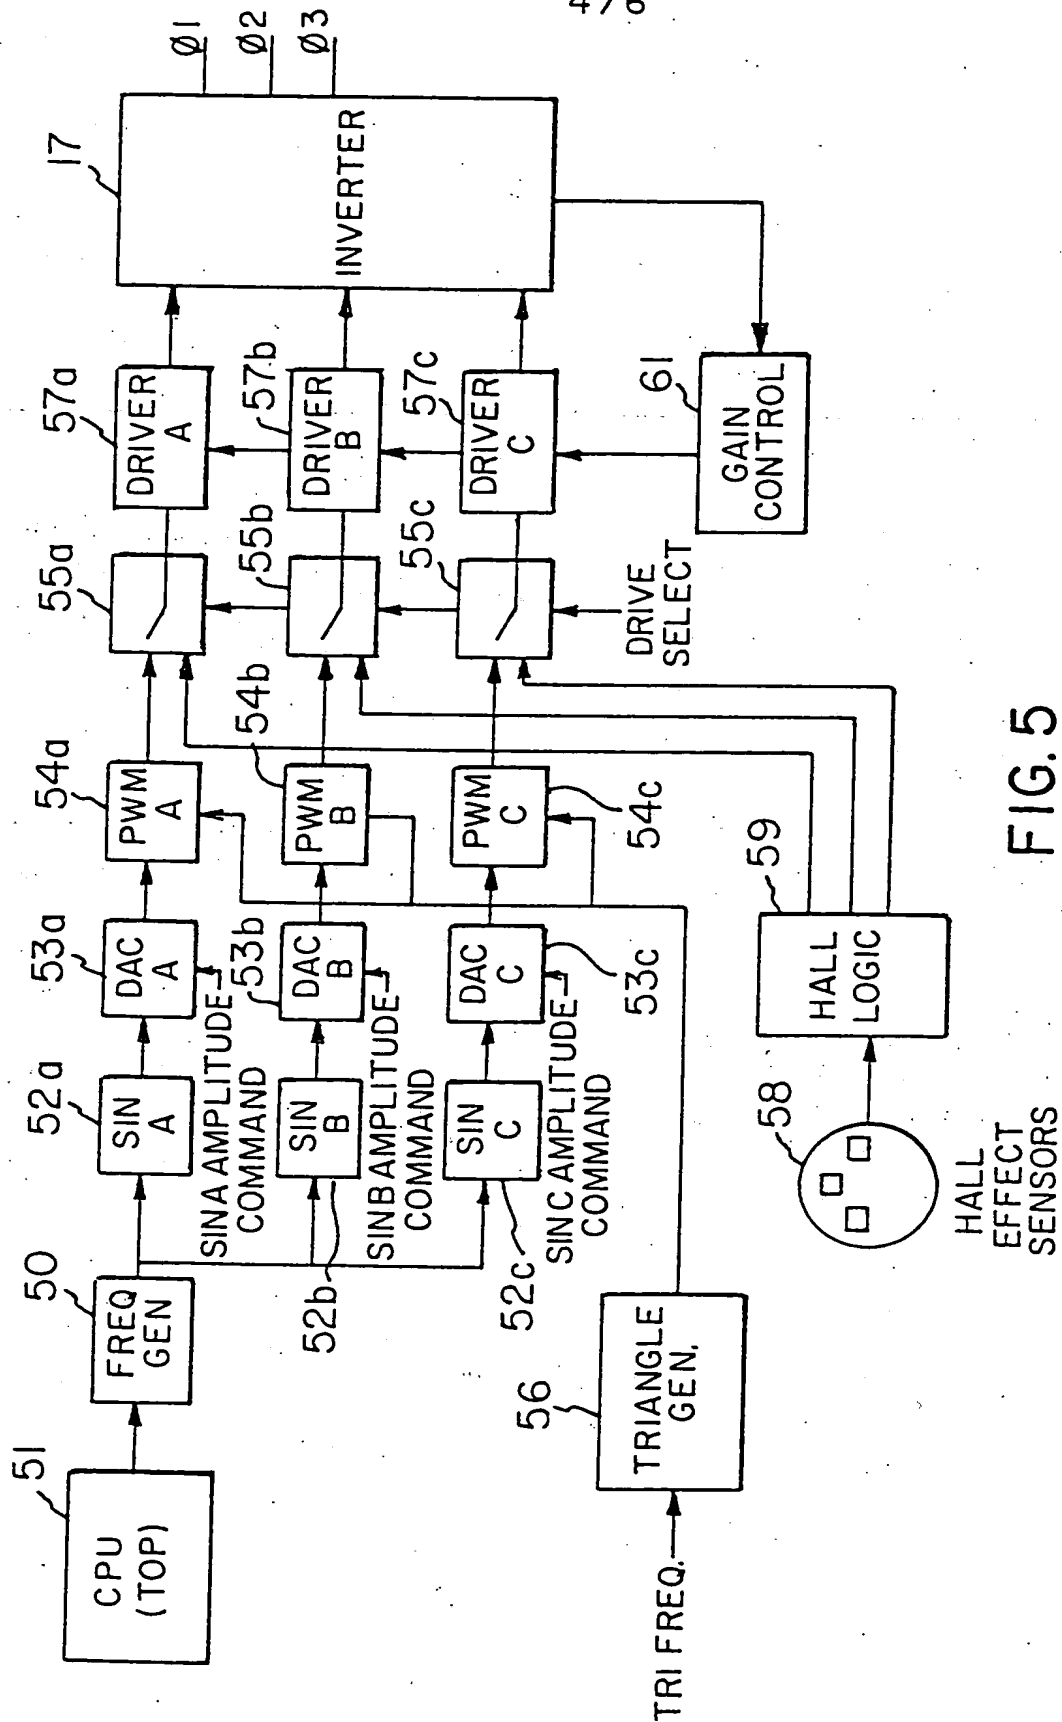 4/6
51
CPU
(TOP)
50
FREQ
GEN
52a
SIN
A
53a
DAC
A
54a
PWM
A
55a
57a
DRIVER
A
17
INVERTER
Ø1
Ø2
Ø3
SIN A AMPLITUDE
COMMAND
52b
SIN
B
53b
DAC
B
54b
PWM
B
55b
57b
DRIVER
B
SIN B AMPLITUDE
COMMAND
52c
SIN
C
53c
DAC
C
54c
PWM
C
55c
57c
DRIVER
C
SIN C AMPLITUDE
COMMAND
DRIVE
SELECT
61
GAIN
CONTROL
TRI FREQ.
56
TRIANGLE
GEN.
58
HALL
EFFECT
SENSORS
59
HALL
LOGIC
FIG. 5